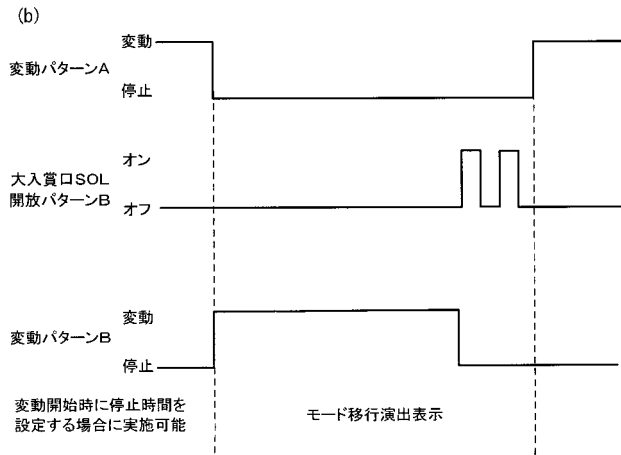 (b)
変動
変動パターンA
停止
オン
大入賞口SOL
開放パターンB
オフ
変動
変動パターンB
停止
変動開始時に停止時間を
設定する場合に実施可能
モード移行演出表示